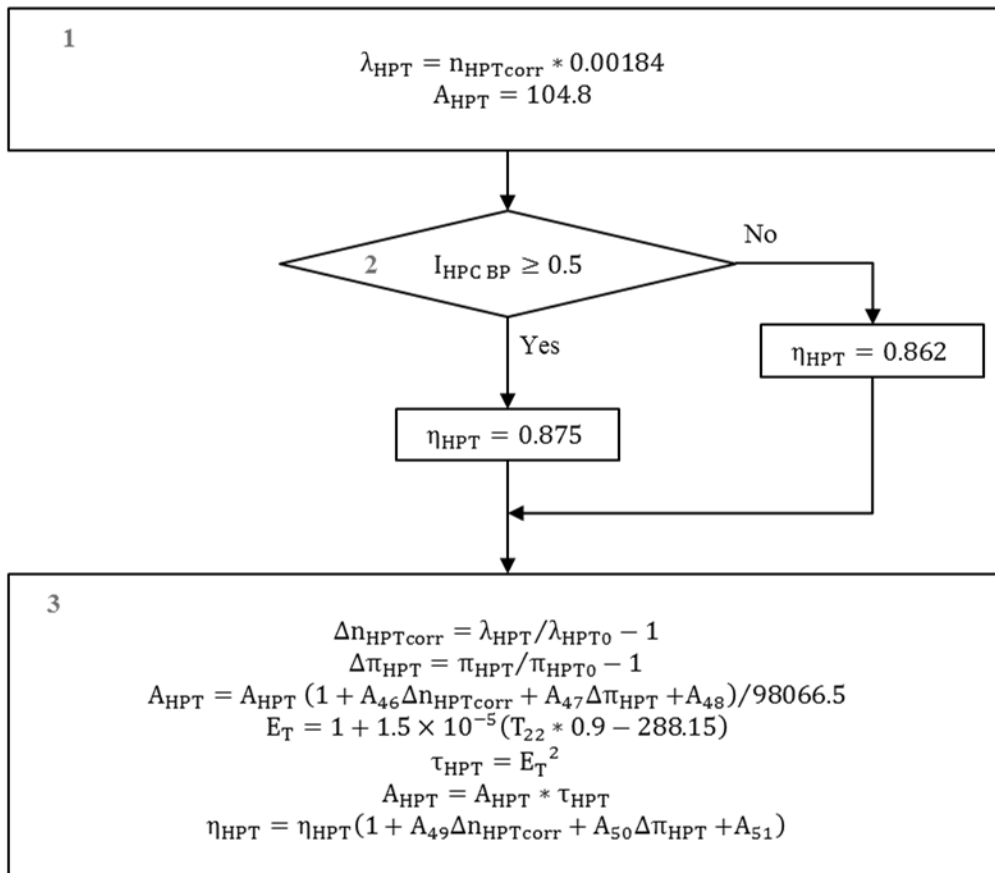 1
λ_HPT = n_HPTcorr * 0.00184
A_HPT = 104.8
2 I_HPC BP ≥ 0.5
No
Yes
η_HPT = 0.862
η_HPT = 0.875
3
Δn_HPTcorr = λ_HPT/λ_HPT0 − 1
Δπ_HPT = π_HPT/π_HPT0 − 1
A_HPT = A_HPT (1 + A_46Δn_HPTcorr + A_47Δπ_HPT +A_48)/98066.5
E_T = 1 + 1.5 × 10^−5(T_22 * 0.9 − 288.15)
τ_HPT = E_T^2
A_HPT = A_HPT * τ_HPT
η_HPT = η_HPT(1 + A_49Δn_HPTcorr + A_50Δπ_HPT +A_51)